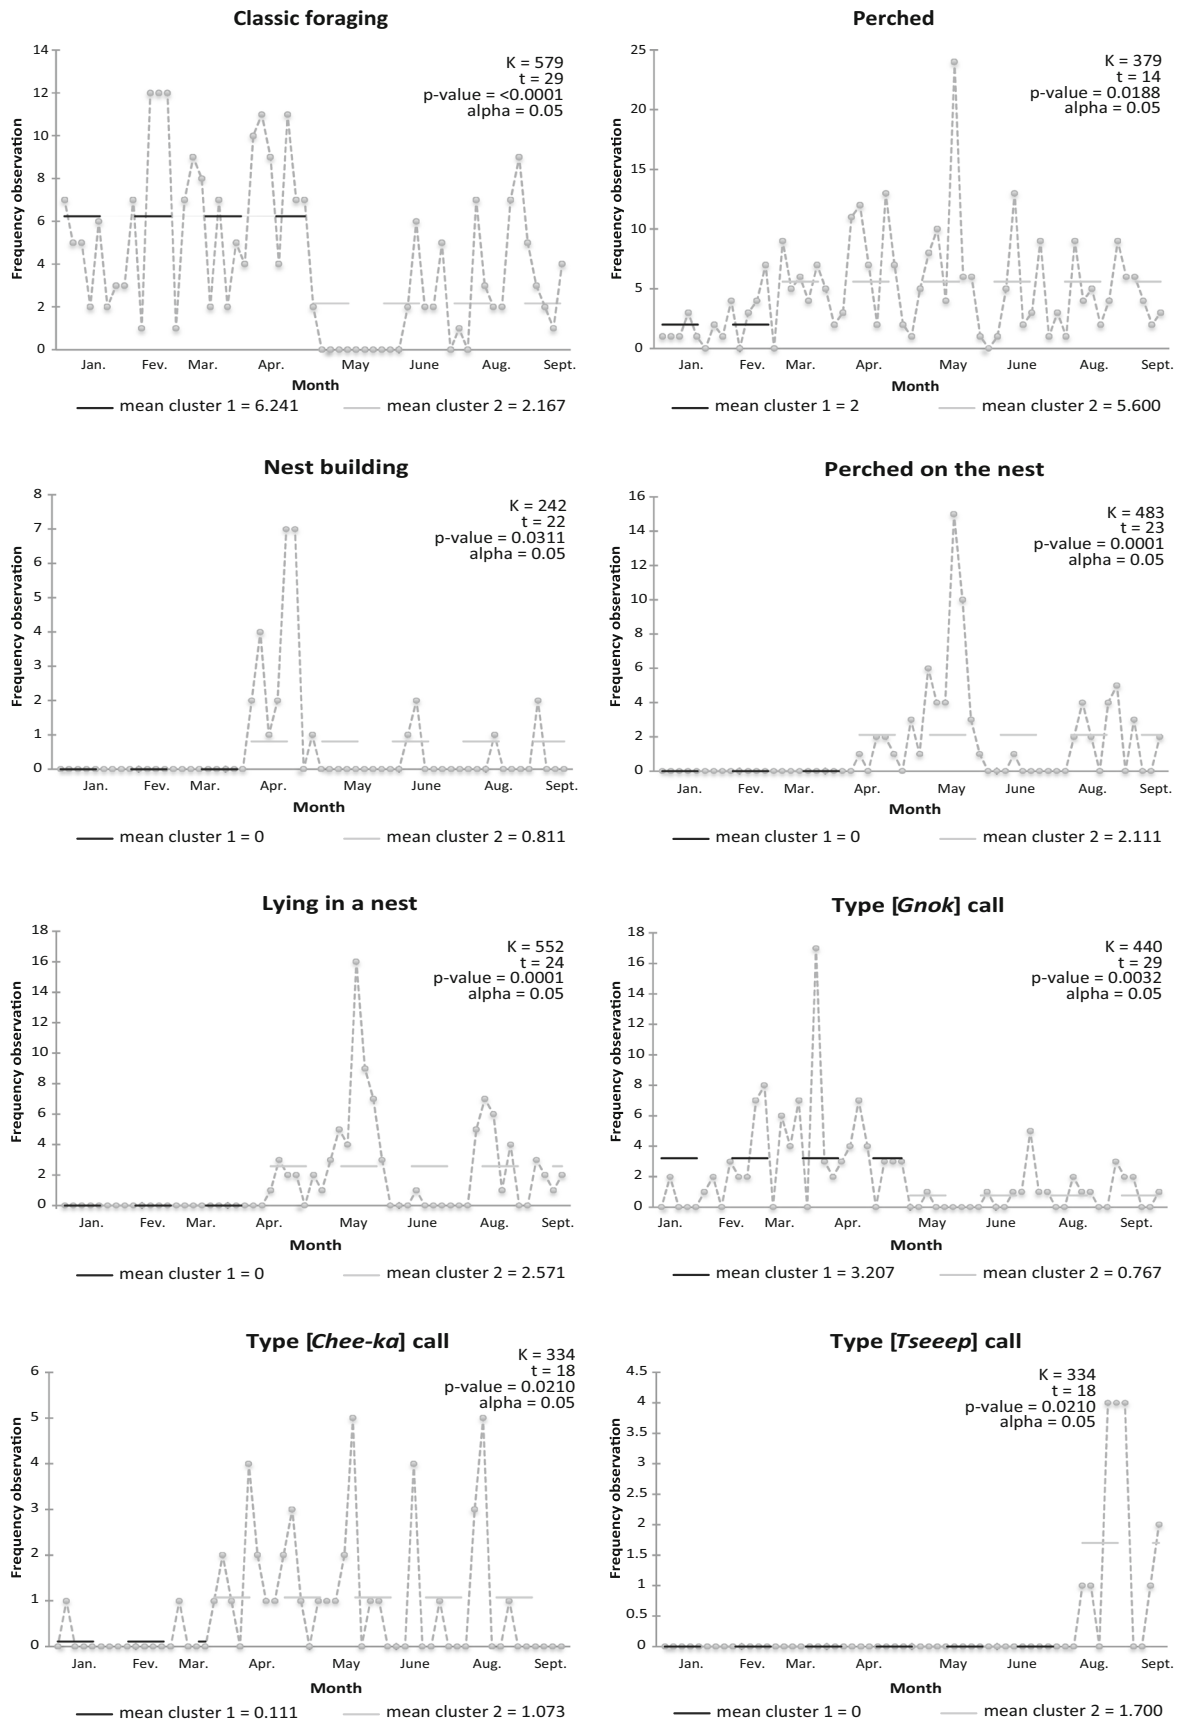 Classic foraging
14
12
10
8
6
4
2
0
Frequency observation
K = 579
t = 29
p-value = <0.0001
alpha = 0.05
Jan. Fev. Mar. Apr. May June Aug. Sept.
Month
mean cluster 1 = 6.241 mean cluster 2 = 2.167
Perched
25
20
15
10
5
0
Frequency observation
K = 379
t = 14
p-value = 0.0188
alpha = 0.05
Jan. Fev. Mar. Apr. May June Aug. Sept.
Month
mean cluster 1 = 2 mean cluster 2 = 5.600
Nest building
8
7
6
5
4
3
2
1
0
Frequency observation
K = 242
t = 22
p-value = 0.0311
alpha = 0.05
Jan. Fev. Mar. Apr. May June Aug. Sept.
Month
mean cluster 1 = 0 mean cluster 2 = 0.811
Perched on the nest
16
14
12
10
8
6
4
2
0
Frequency observation
K = 483
t = 23
p-value = 0.0001
alpha = 0.05
Jan. Fev. Mar. Apr. May June Aug. Sept.
Month
mean cluster 1 = 0 mean cluster 2 = 2.111
Lying in a nest
18
16
14
12
10
8
6
4
2
0
Frequency observation
K = 552
t = 24
p-value = 0.0001
alpha = 0.05
Jan. Fev. Mar. Apr. May June Aug. Sept.
Month
mean cluster 1 = 0 mean cluster 2 = 2.571
Type [Gnok] call
18
16
14
12
10
8
6
4
2
0
Frequency observation
K = 440
t = 29
p-value = 0.0032
alpha = 0.05
Jan. Fev. Mar. Apr. May June Aug. Sept.
Month
mean cluster 1 = 3.207 mean cluster 2 = 0.767
Type [Chee-ka] call
6
5
4
3
2
1
0
Frequency observation
K = 334
t = 18
p-value = 0.0210
alpha = 0.05
Jan. Fev. Mar. Apr. May June Aug. Sept.
Month
mean cluster 1 = 0.111 mean cluster 2 = 1.073
Type [Tseeep] call
4.5
4
3.5
3
2.5
2
1.5
1
0.5
0
Frequency observation
K = 334
t = 18
p-value = 0.0210
alpha = 0.05
Jan. Fev. Mar. Apr. May June Aug. Sept.
Month
mean cluster 1 = 0 mean cluster 2 = 1.700